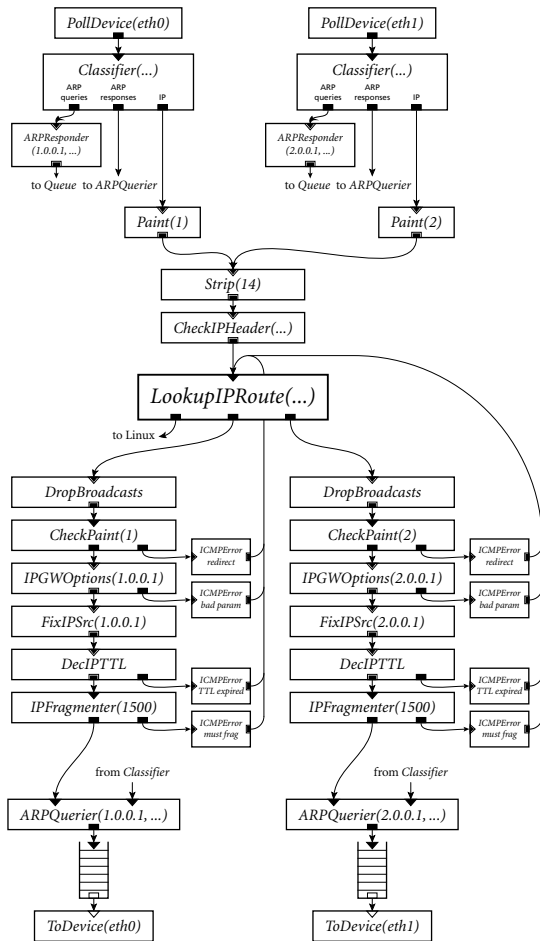 PollDevice(eth0)
PollDevice(eth1)
Classifier(...)
ARP queries
ARP responses
IP
Classifier(...)
ARP queries
ARP responses
IP
ARPResponder
(1.0.0.1, ...)
ARPResponder
(2.0.0.1, ...)
to Queue
to ARPQuerier
to Queue
to ARPQuerier
Paint(1)
Paint(2)
Strip(14)
CheckIPHeader(...)
LookupIPRoute(...)
to Linux
DropBroadcasts
CheckPaint(1)
ICMPError
redirect
IPGWOptions(1.0.0.1)
ICMPError
bad param
FixIPSrc(1.0.0.1)
DecIPTTL
ICMPError
TTL expired
IPFragmenter(1500)
ICMPError
must frag
from Classifier
ARPQuerier(1.0.0.1, ...)
ToDevice(eth0)
DropBroadcasts
CheckPaint(2)
ICMPError
redirect
IPGWOptions(2.0.0.1)
ICMPError
bad param
FixIPSrc(2.0.0.1)
DecIPTTL
ICMPError
TTL expired
IPFragmenter(1500)
ICMPError
must frag
from Classifier
ARPQuerier(2.0.0.1, ...)
ToDevice(eth1)